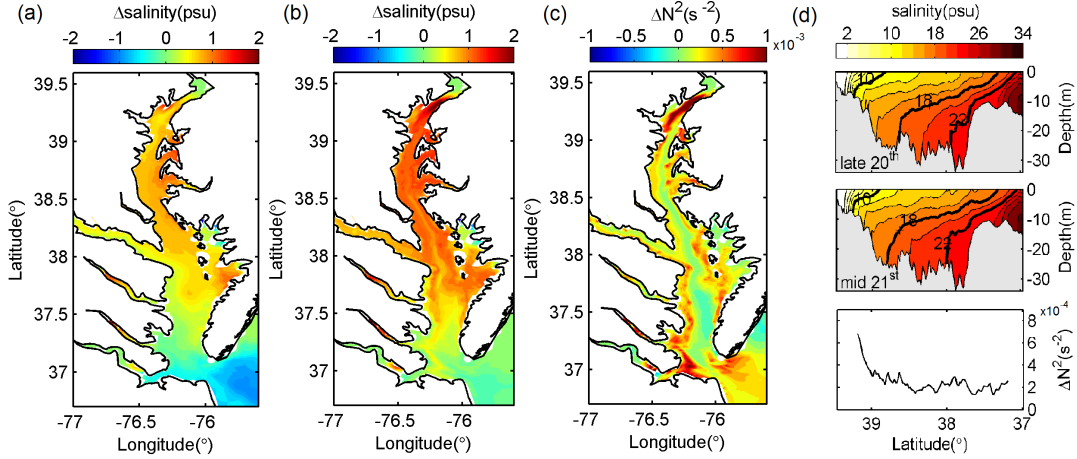 (a) Δsalinity(psu)
-2 -1 0 1 2
39.5
39
38.5
38
37.5
37
Latitude(°)
-77 -76.5 -76
Longitude(°)
(b) Δsalinity(psu)
-2 -1 0 1 2
39.5
39
38.5
38
37.5
37
Latitude(°)
-77 -76.5 -76
Longitude(°)
(c) ΔN²(s⁻²)
-1 -0.5 0 0.5 1
x10⁻³
39.5
39
38.5
38
37.5
37
Latitude(°)
-77 -76.5 -76
Longitude(°)
(d) salinity(psu)
2 10 18 26 34
10
18
22
late 20th
0
-10
-20
-30
Depth(m)
18
22
mid 21st
0
-10
-20
-30
Depth(m)
x10⁻⁴
8
6
4
2
0
ΔN²(s⁻²)
39 38 37
Latitude(°)